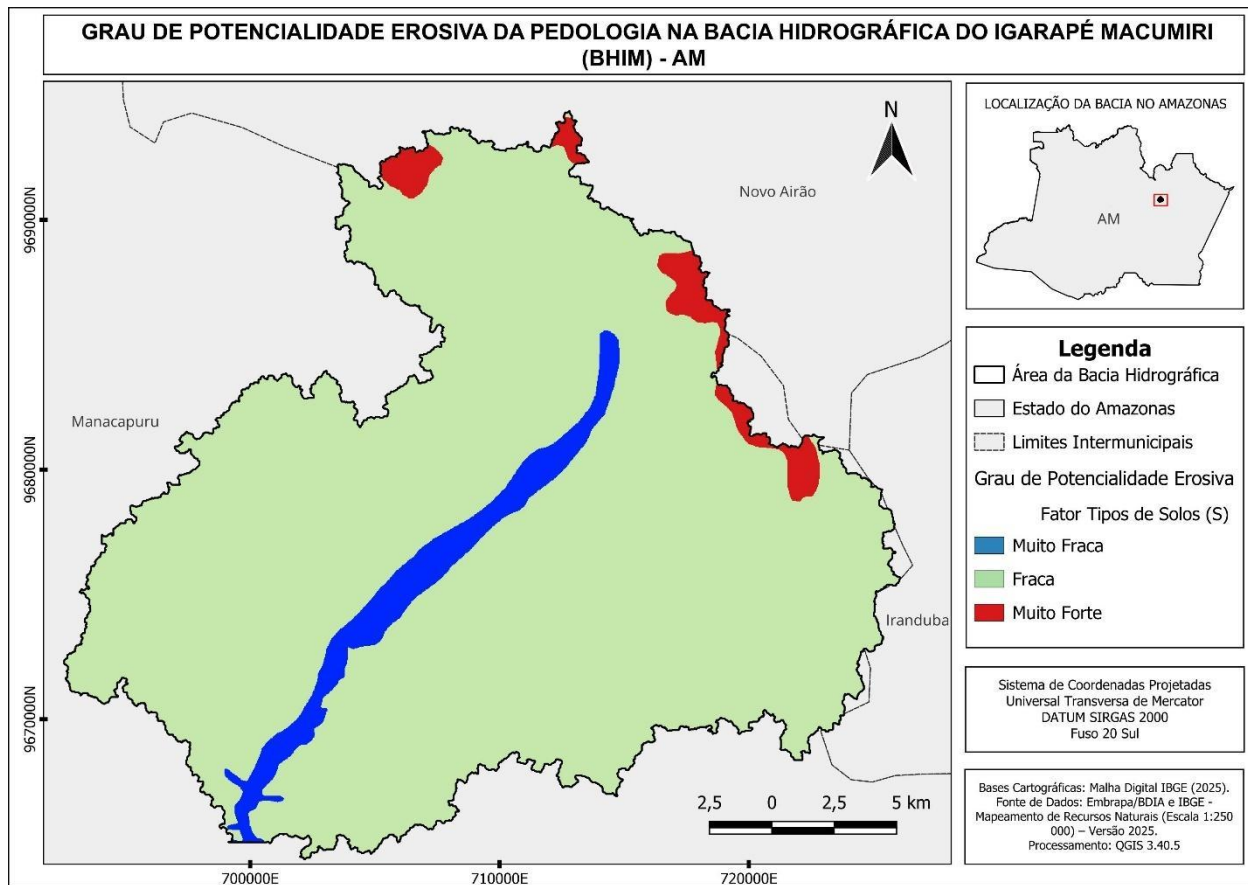 GRAU DE POTENCIALIDADE EROSIVA DA PEDOLOGIA NA BACIA HIDROGRÁFICA DO IGARAPÉ MACUMIRI
(BHIM) - AM
N
Novo Airão
Manacapuru
Iranduba
9690000N
9680000N
9670000N
700000E
710000E
720000E
2,5 0 2,5 5 km
LOCALIZAÇÃO DA BACIA NO AMAZONAS
AM
Legenda
Área da Bacia Hidrográfica
Estado do Amazonas
Limites Intermunicipais
Grau de Potencialidade Erosiva
Fator Tipos de Solos (S)
Muito Fraca
Fraca
Muito Forte
Sistema de Coordenadas Projetadas
Universal Transversa de Mercator
DATUM SIRGAS 2000
Fuso 20 Sul
Bases Cartográficas: Malha Digital IBGE (2025).
Fonte de Dados: Embrapa/BDIA e IBGE -
Mapeamento de Recursos Naturais (Escala 1:250
000) – Versão 2025.
Processamento: QGIS 3.40.5